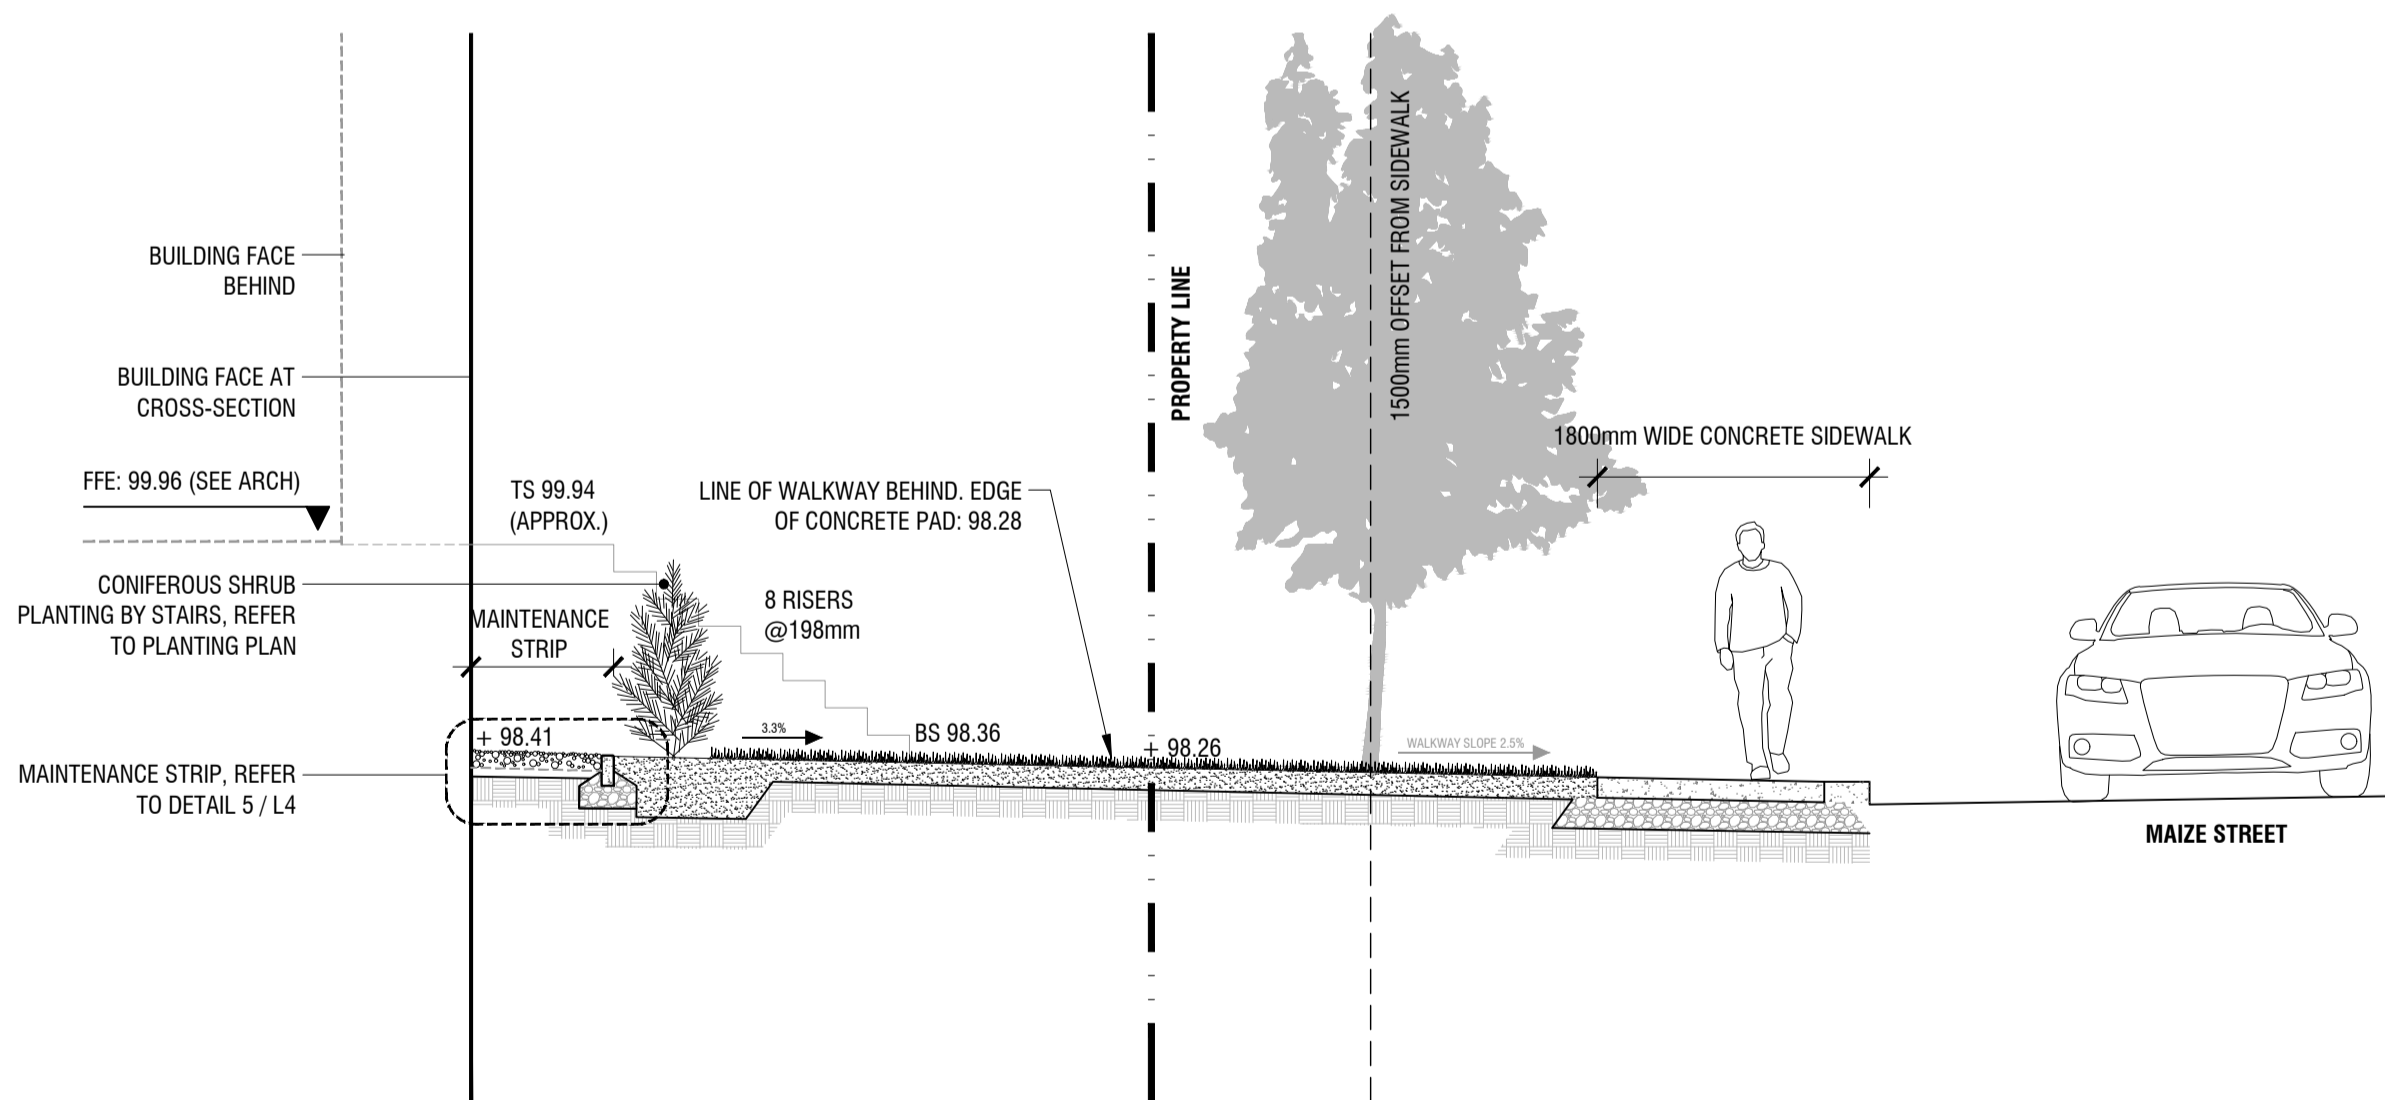 BUILDING FACE
BEHIND
BUILDING FACE AT
CROSS-SECTION
FFE: 99.96 (SEE ARCH)
CONIFEROUS SHRUB
PLANTING BY STAIRS, REFER
TO PLANTING PLAN
MAINTENANCE STRIP, REFER
TO DETAIL 5 / L4
TS 99.94
(APPROX.)
MAINTENANCE
STRIP
+ 98.41
8 RISERS
@198mm
3.3%
BS 98.36
LINE OF WALKWAY BEHIND. EDGE
OF CONCRETE PAD: 98.28
PROPERTY LINE
+ 98.26
1500mm OFFSET FROM SIDEWALK
WALKWAY SLOPE 2.5%
1800mm WIDE CONCRETE SIDEWALK
MAIZE STREET